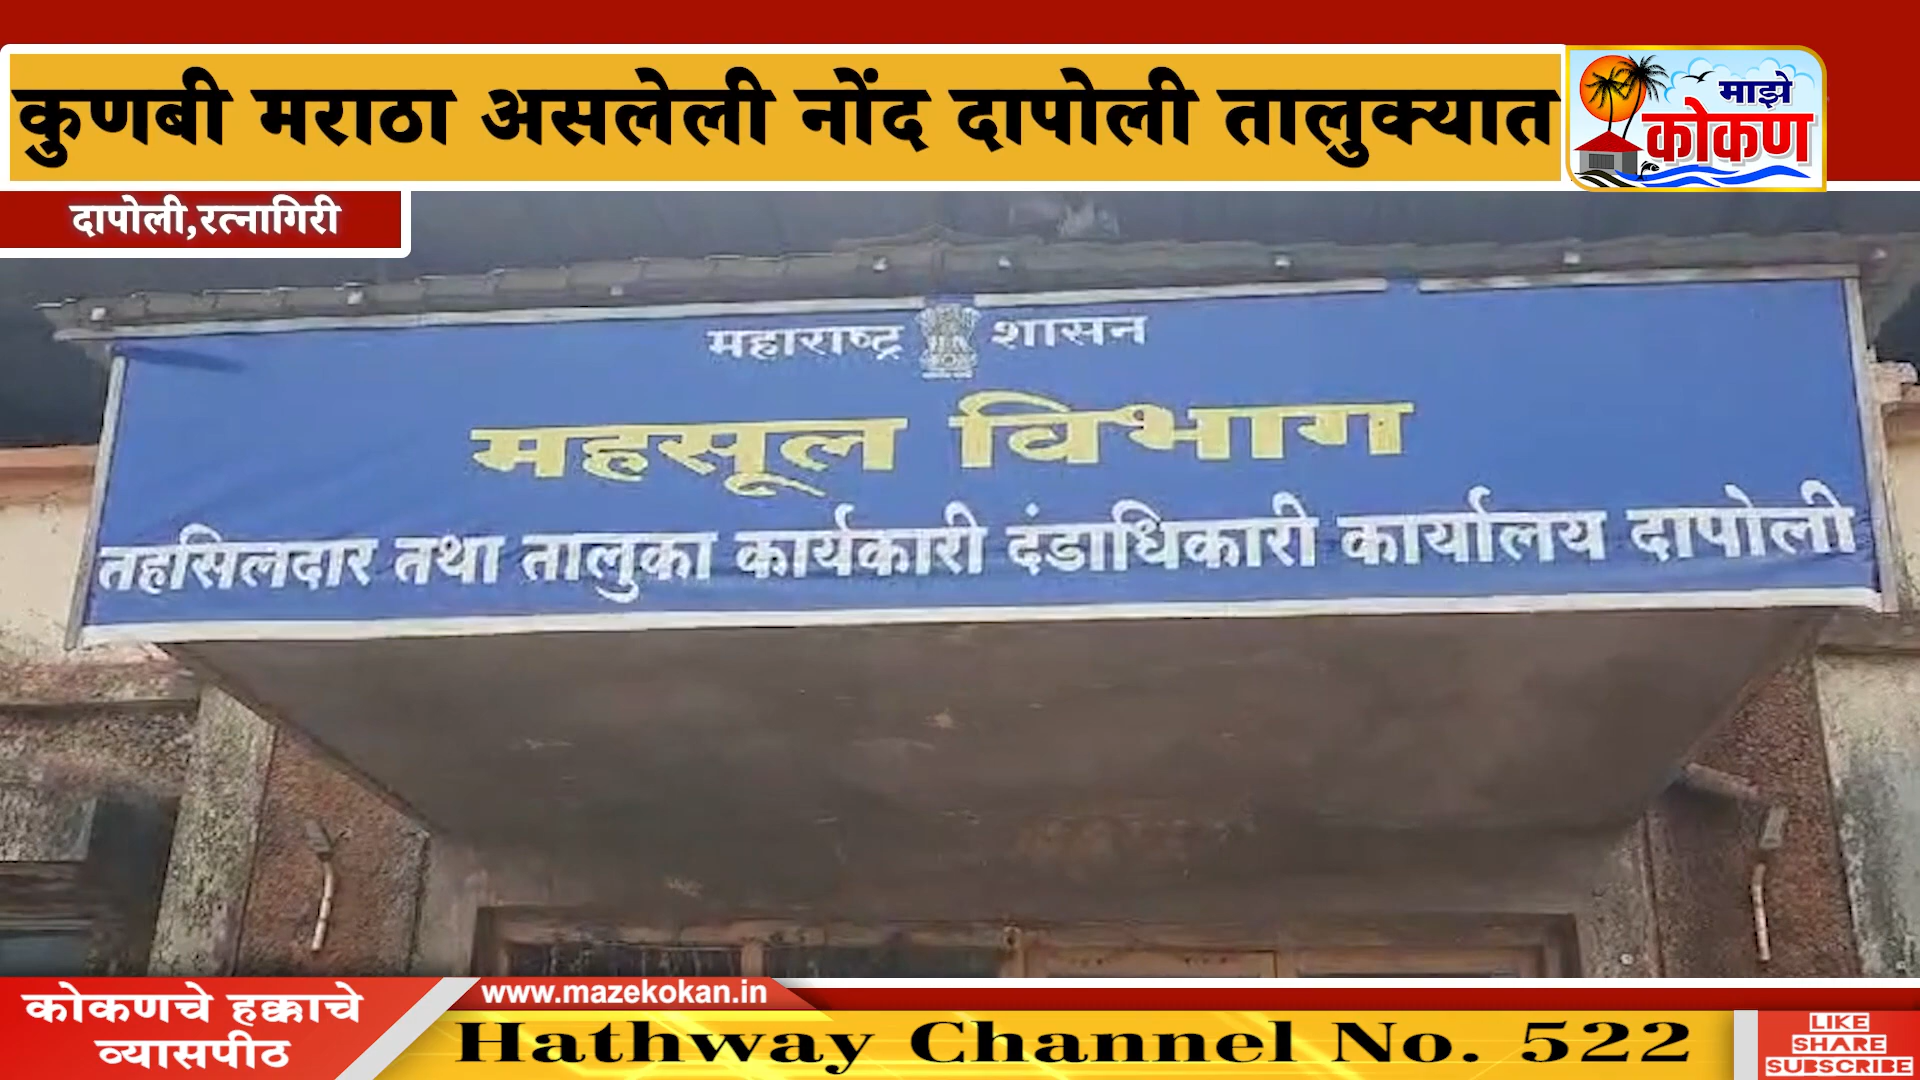 कुणबी मराठा असलेली नोंद दापोली तालुक्यात
माझे
कोकण
दापोली,रत्नागिरी
महाराष्ट्र शासन
महसूल विभाग
तहसिलदार तथा तालुका कार्यकारी दंडाधिकारी कार्यालय दापोली
कोकणचे हक्काचे
व्यासपीठ
www.mazekokan.in
Hathway Channel No. 522
LIKE
SHARE
SUBSCRIBE